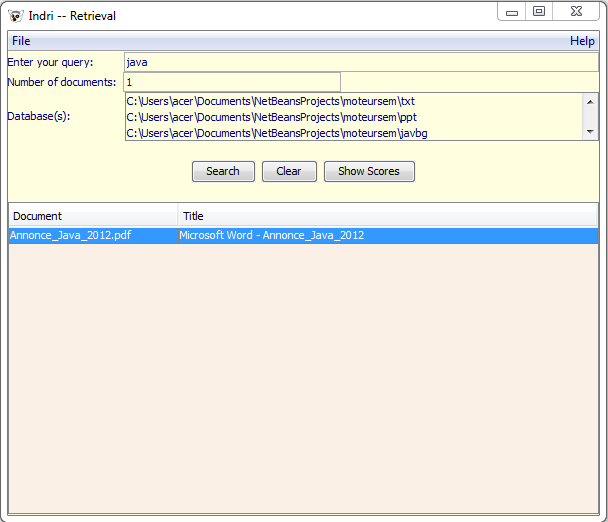 Indri -- Retrieval
File Help
Enter your query: java
Number of documents: 1
Database(s):
C:\Users\acer\Documents\NetBeansProjects\moteursem\txt
C:\Users\acer\Documents\NetBeansProjects\moteursem\ppt
C:\Users\acer\Documents\NetBeansProjects\moteursem\javbg
Search Clear Show Scores
Document Title
Annonce_Java_2012.pdf Microsoft Word - Annonce_Java_2012